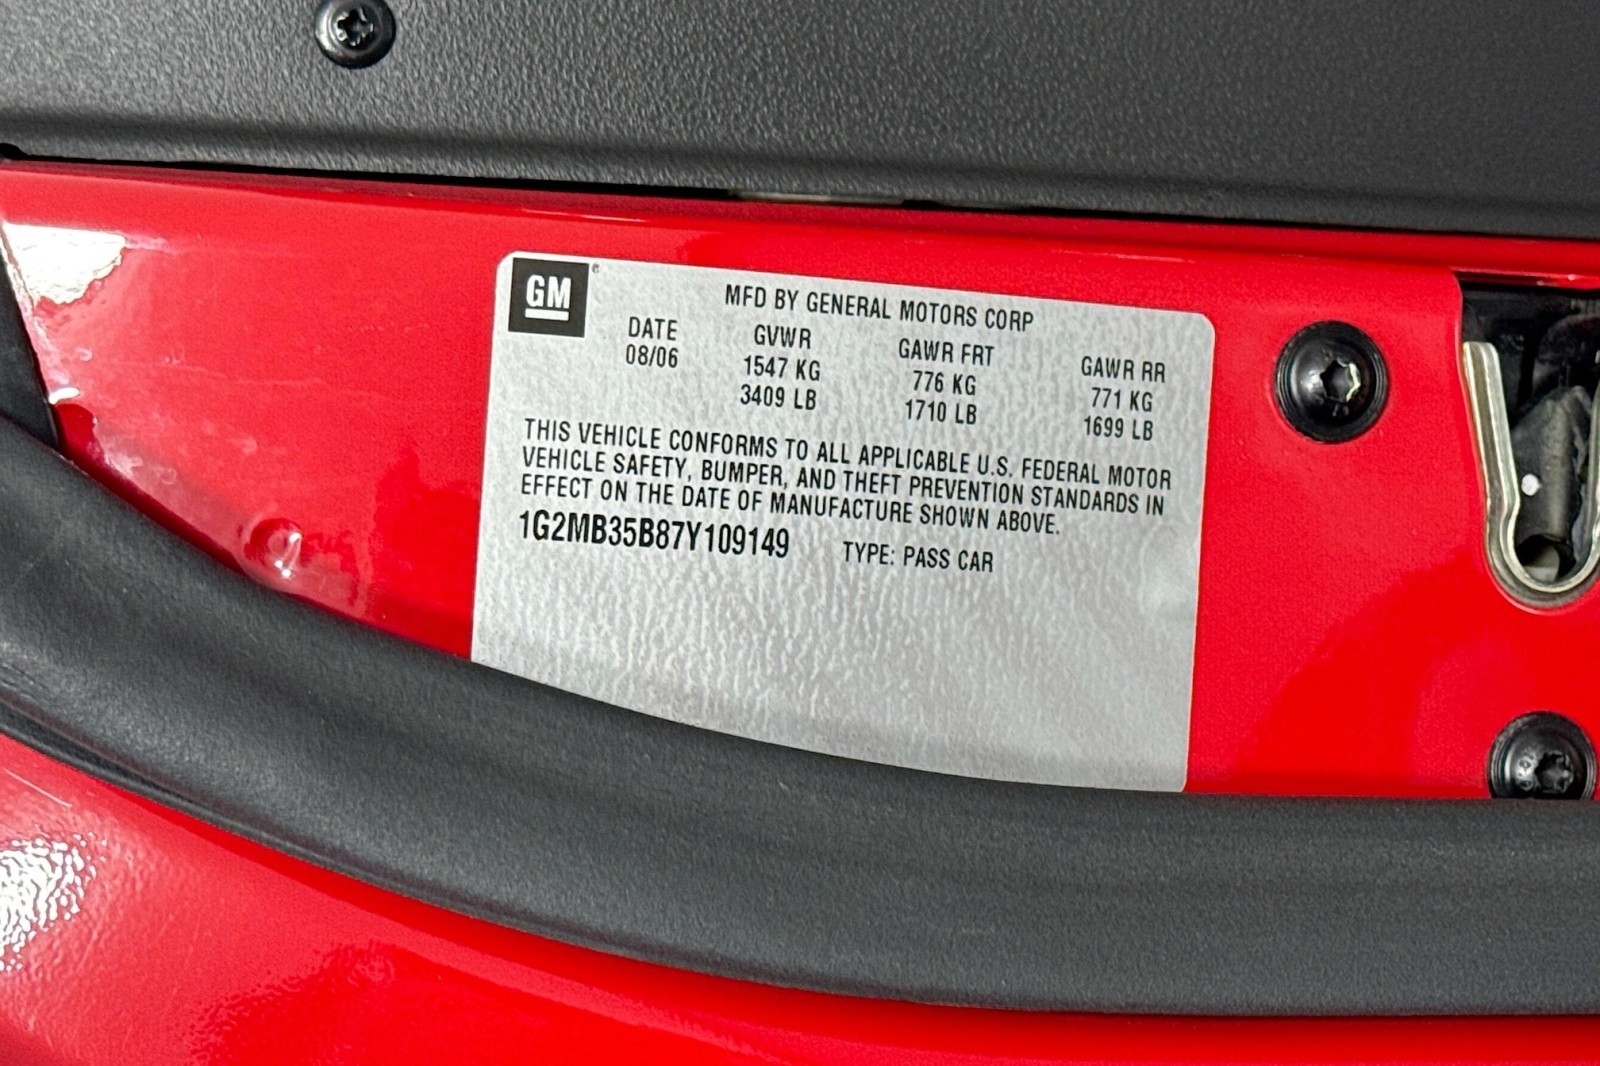 GM
MFD BY GENERAL MOTORS CORP
DATE GVWR GAWR FRT GAWR RR
08/06 1547 KG 776 KG 771 KG
3409 LB 1710 LB 1699 LB
THIS VEHICLE CONFORMS TO ALL APPLICABLE U.S. FEDERAL MOTOR
VEHICLE SAFETY, BUMPER, AND THEFT PREVENTION STANDARDS IN
EFFECT ON THE DATE OF MANUFACTURE SHOWN ABOVE.
1G2MB35B87Y109149 TYPE: PASS CAR